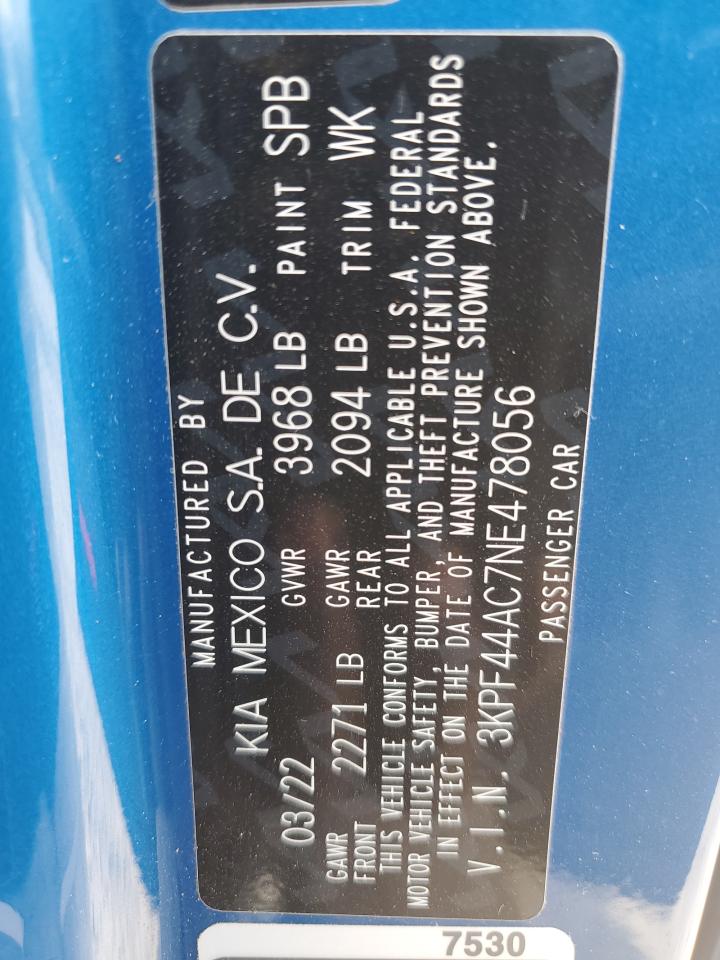 MANUFACTURED BY
KIA MEXICO S.A. DE C.V.
03/22 GVWR 3968 LB PAINT SPB
GAWR FRONT 2271 LB GAWR REAR 2094 LB TRIM WK
THIS VEHICLE CONFORMS TO ALL APPLICABLE U.S.A. FEDERAL
MOTOR VEHICLE SAFETY, BUMPER, AND THEFT PREVENTION STANDARDS
IN EFFECT ON THE DATE OF MANUFACTURE SHOWN ABOVE.
V.I.N. 3KPF44AC7NE478056
PASSENGER CAR
7530